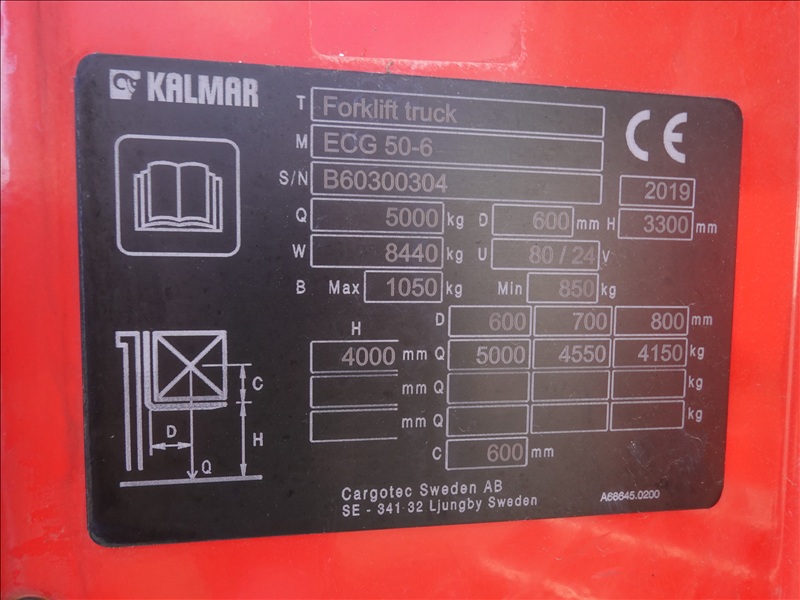 KALMAR
T Forklift truck
M ECG 50-6
CE
S/N B60300304 2019
Q 5000 kg D 600 mm H 3300 mm
W 8440 kg U 80 / 24 V
B Max 1050 kg Min 850 kg
H D 600 700 800 mm
4000 mm Q 5000 4550 4150 kg
mm Q kg
mm Q kg
C 600 mm
C
D H
Q
Cargotec Sweden AB
SE - 341 32 Ljungby Sweden
A68645.0200